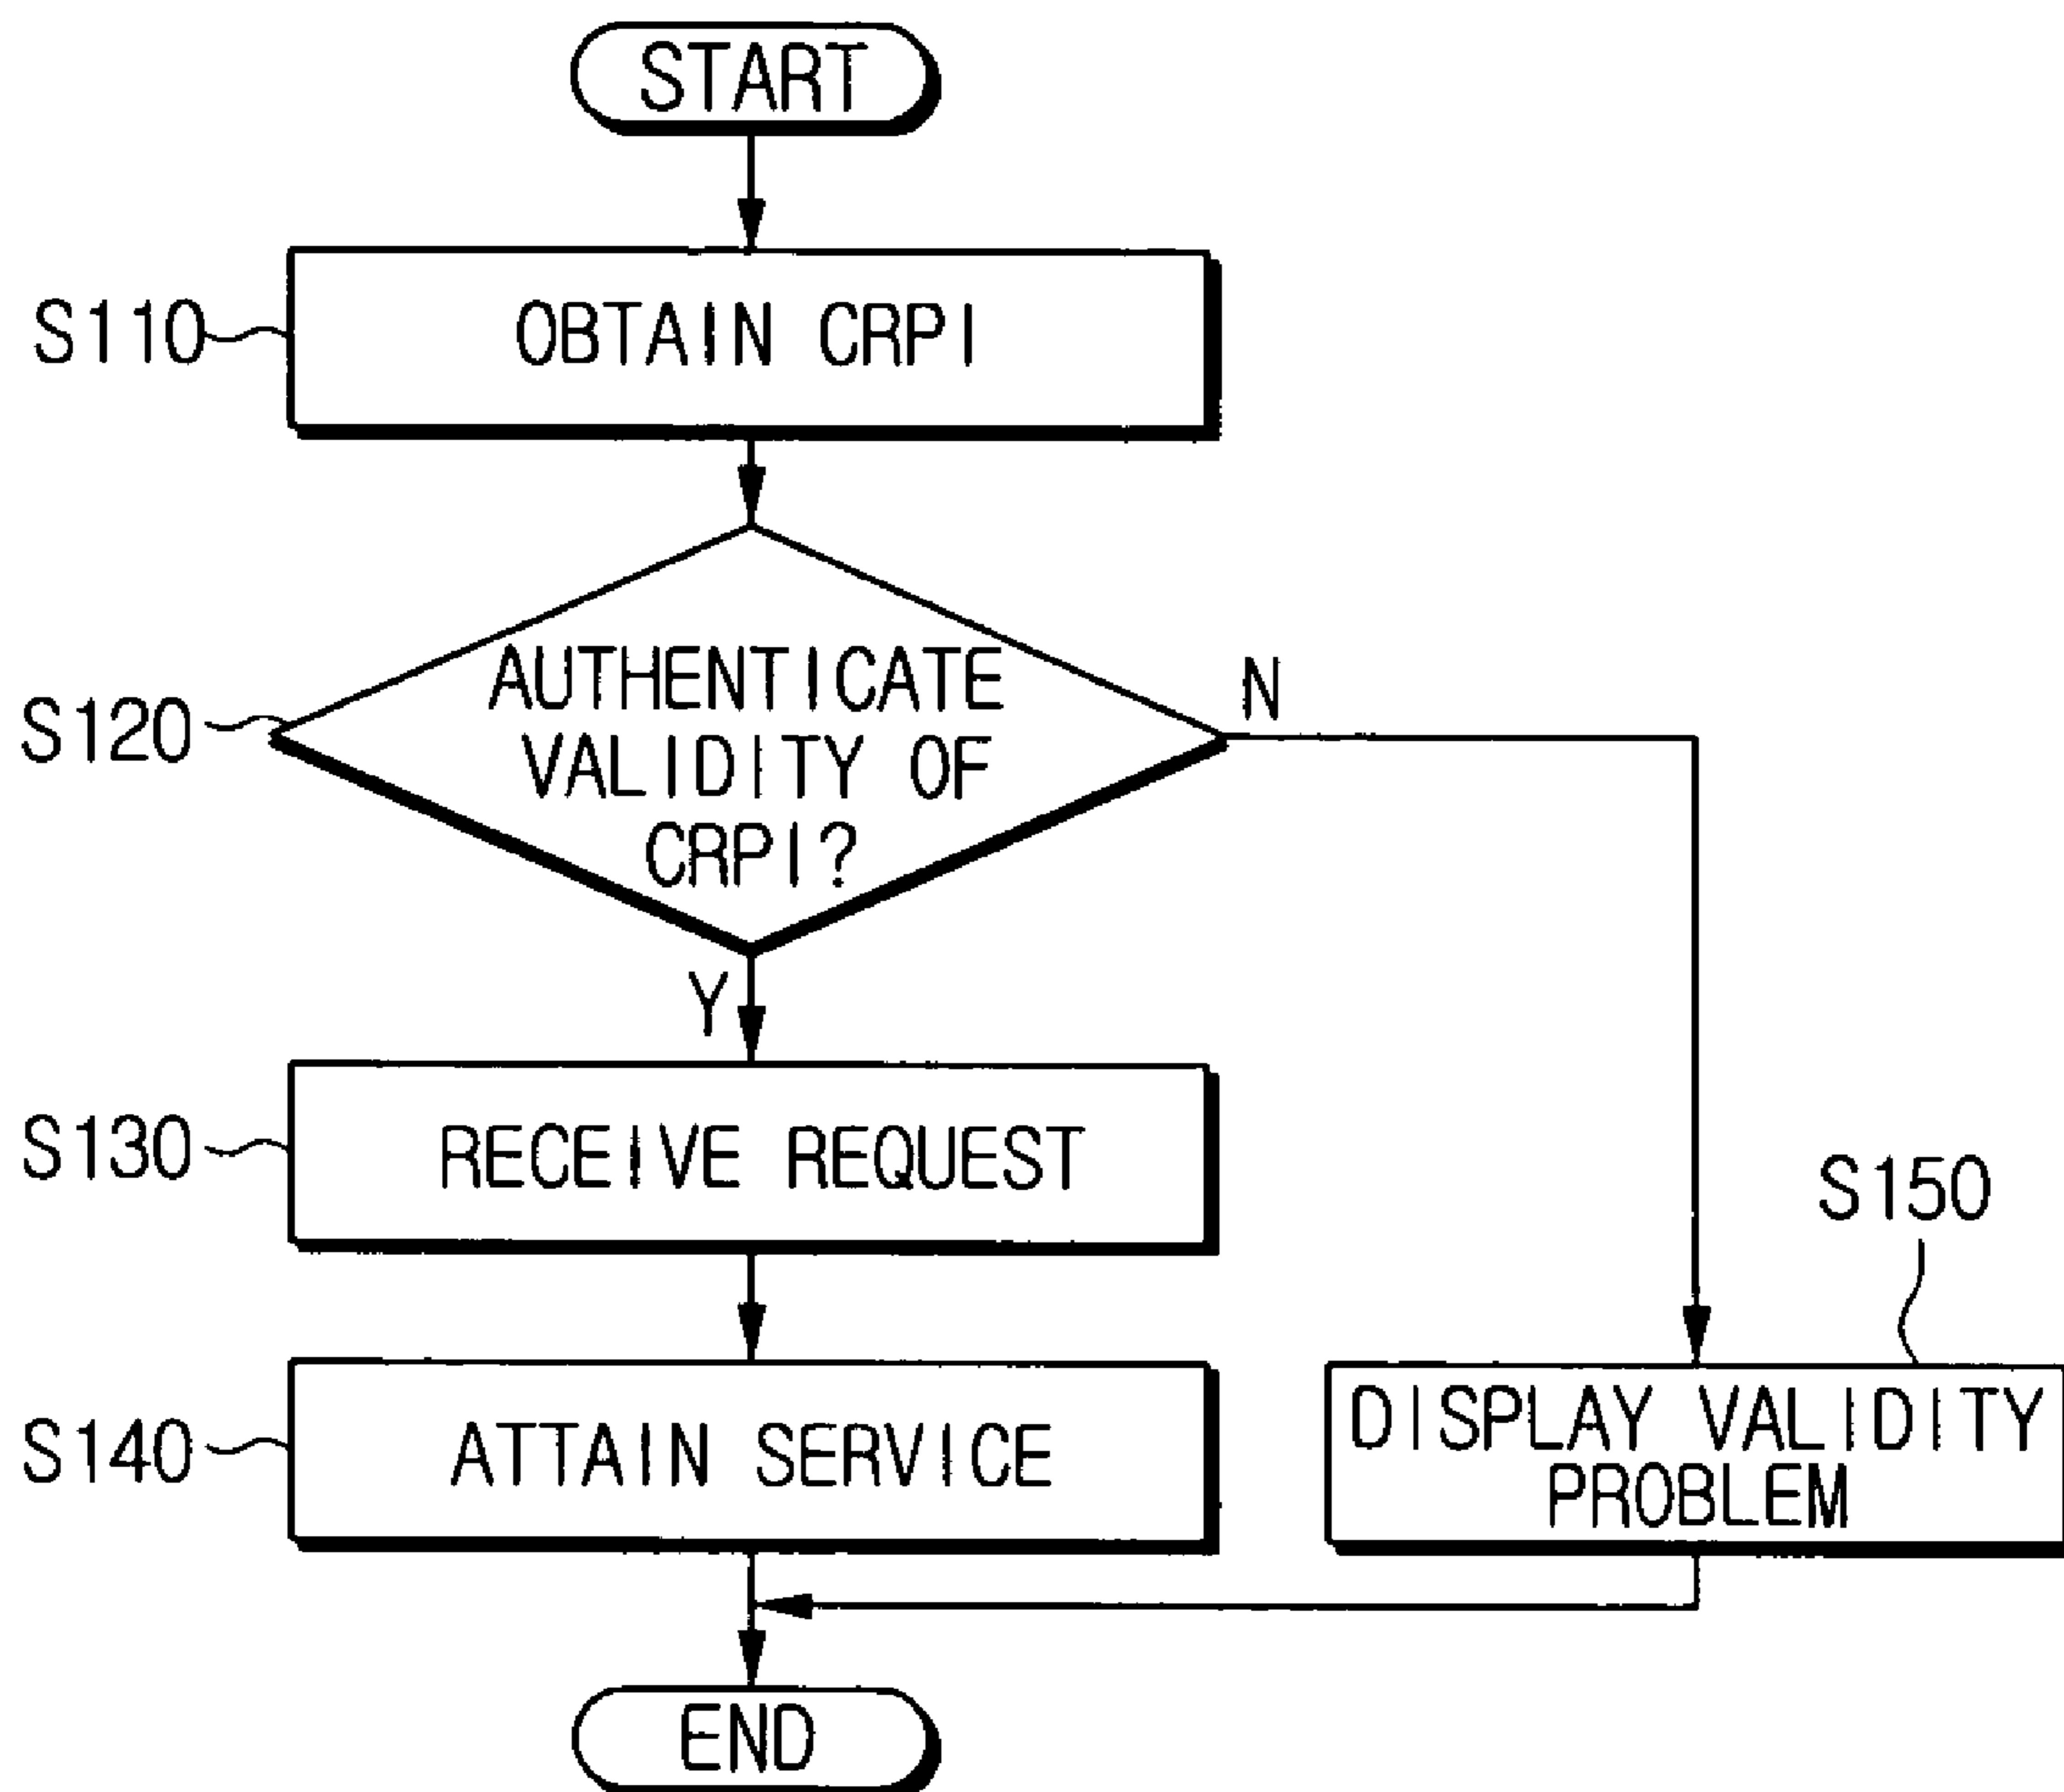 START
S110
OBTAIN CRPI
S120
AUTHENTICATE
VALIDITY OF
CRPI?
N
Y
S130
RECEIVE REQUEST
S150
S140
ATTAIN SERVICE
DISPLAY VALIDITY
PROBLEM
END